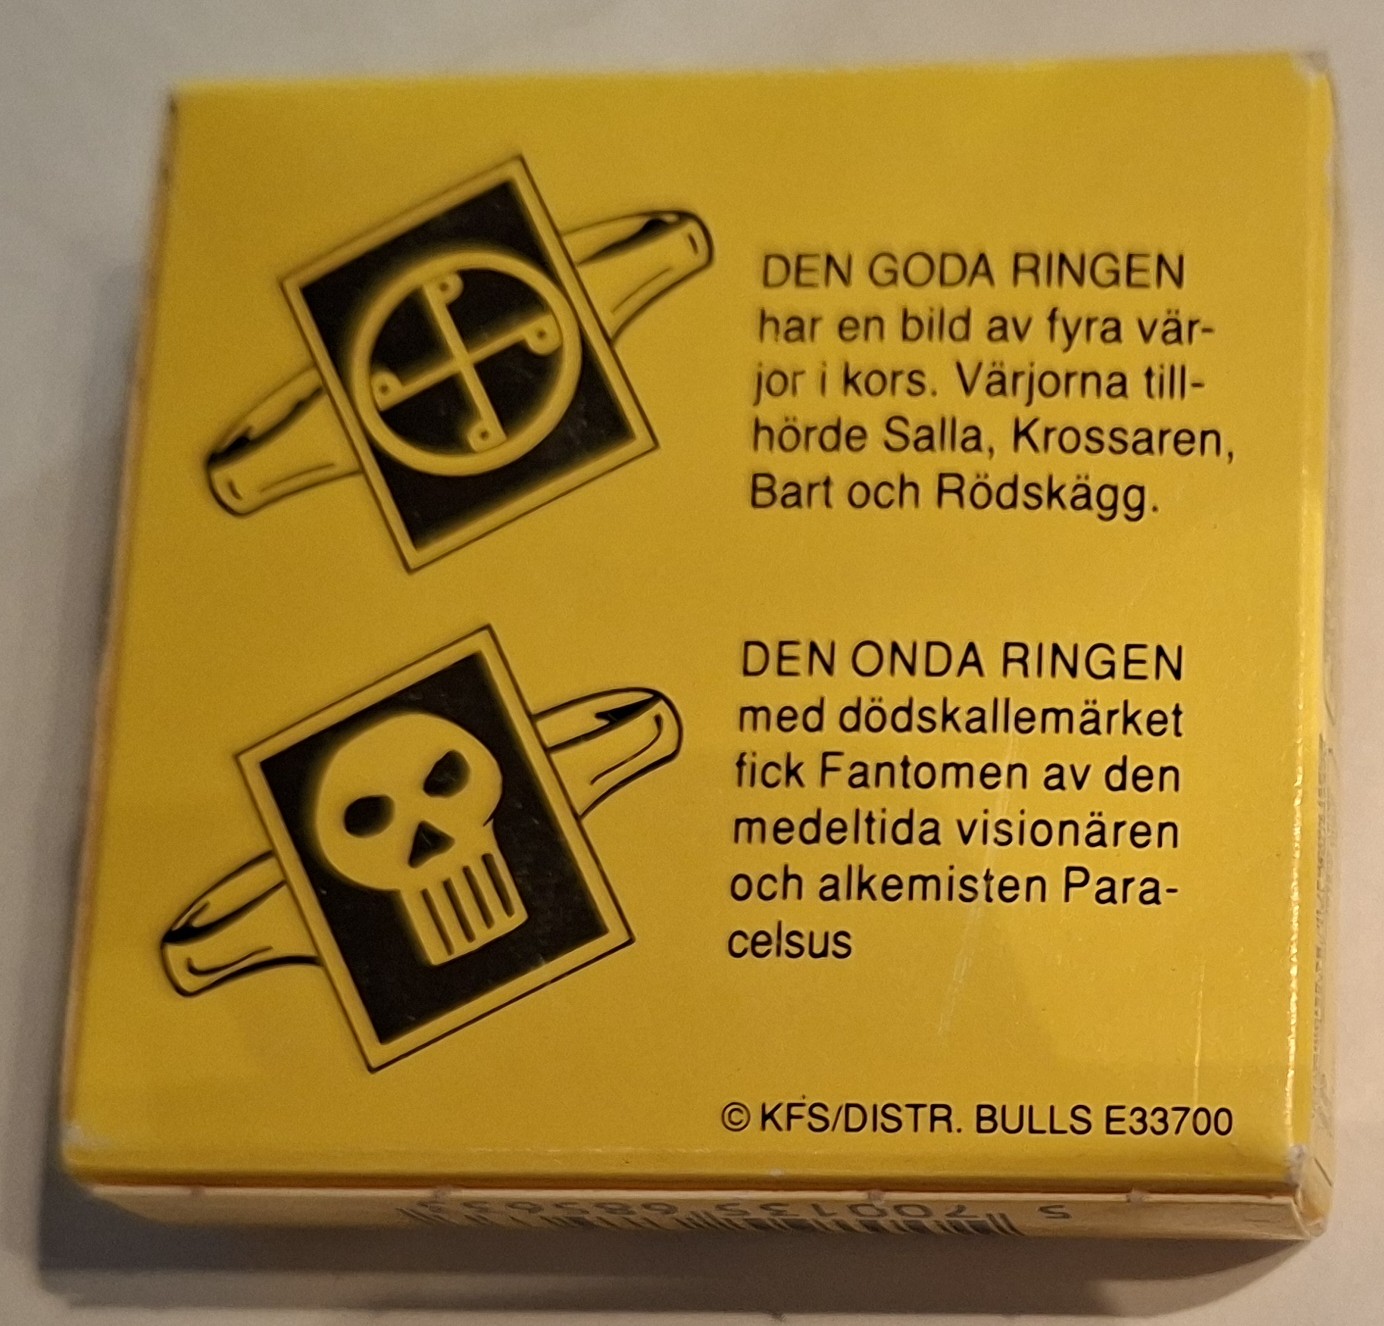 DEN GODA RINGEN
har en bild av fyra vär-
jor i kors. Värjorna till-
hörde Salla, Krossaren,
Bart och Rödskägg.
DEN ONDA RINGEN
med dödskallemärket
fick Fantomen av den
medeltida visionären
och alkemisten Para-
celsus
© KFS/DISTR. BULLS E33700